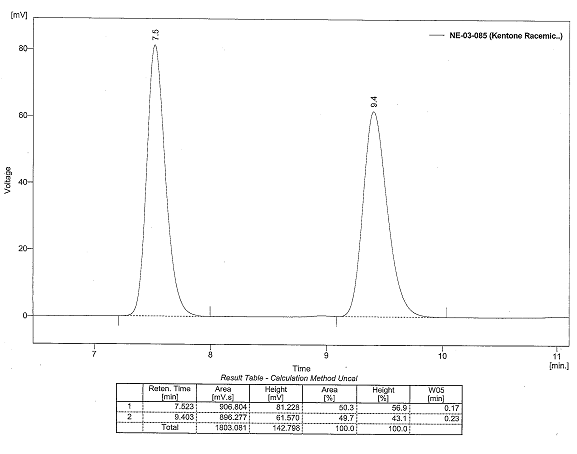 [mV]
NE-03-085 (Kentone Racemic..)
7.5
9.4
80
60
40
20
0
Voltage
7
8
9
10
11
Time
[min.]
Result Table - Calculation Method Uncal
Reten. Time [min] Area [mV.s] Height [mV] Area [%] Height [%] W05 [min]
1 7.523 906.804 81.228 50.3 56.9 0.17
2 9.403 896.277 61.570 49.7 43.1 0.23
Total 1803.081 142.798 100.0 100.0